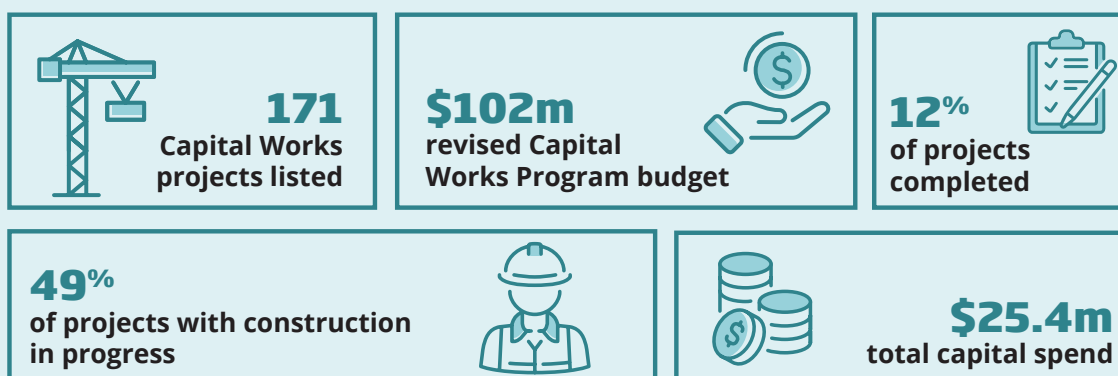 171
Capital Works
projects listed
$102m
revised Capital
Works Program budget
12%
of projects
completed
49%
of projects with construction
in progress
$25.4m
total capital spend